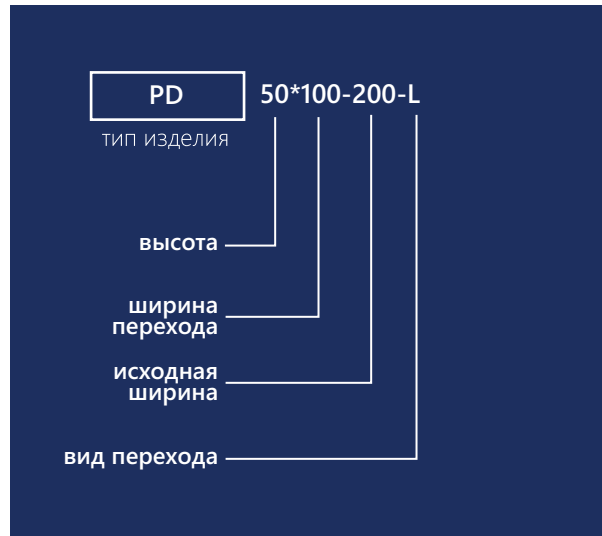 PD 50*100-200-L
тип изделия
высота
ширина
перехода
исходная
ширина
вид перехода